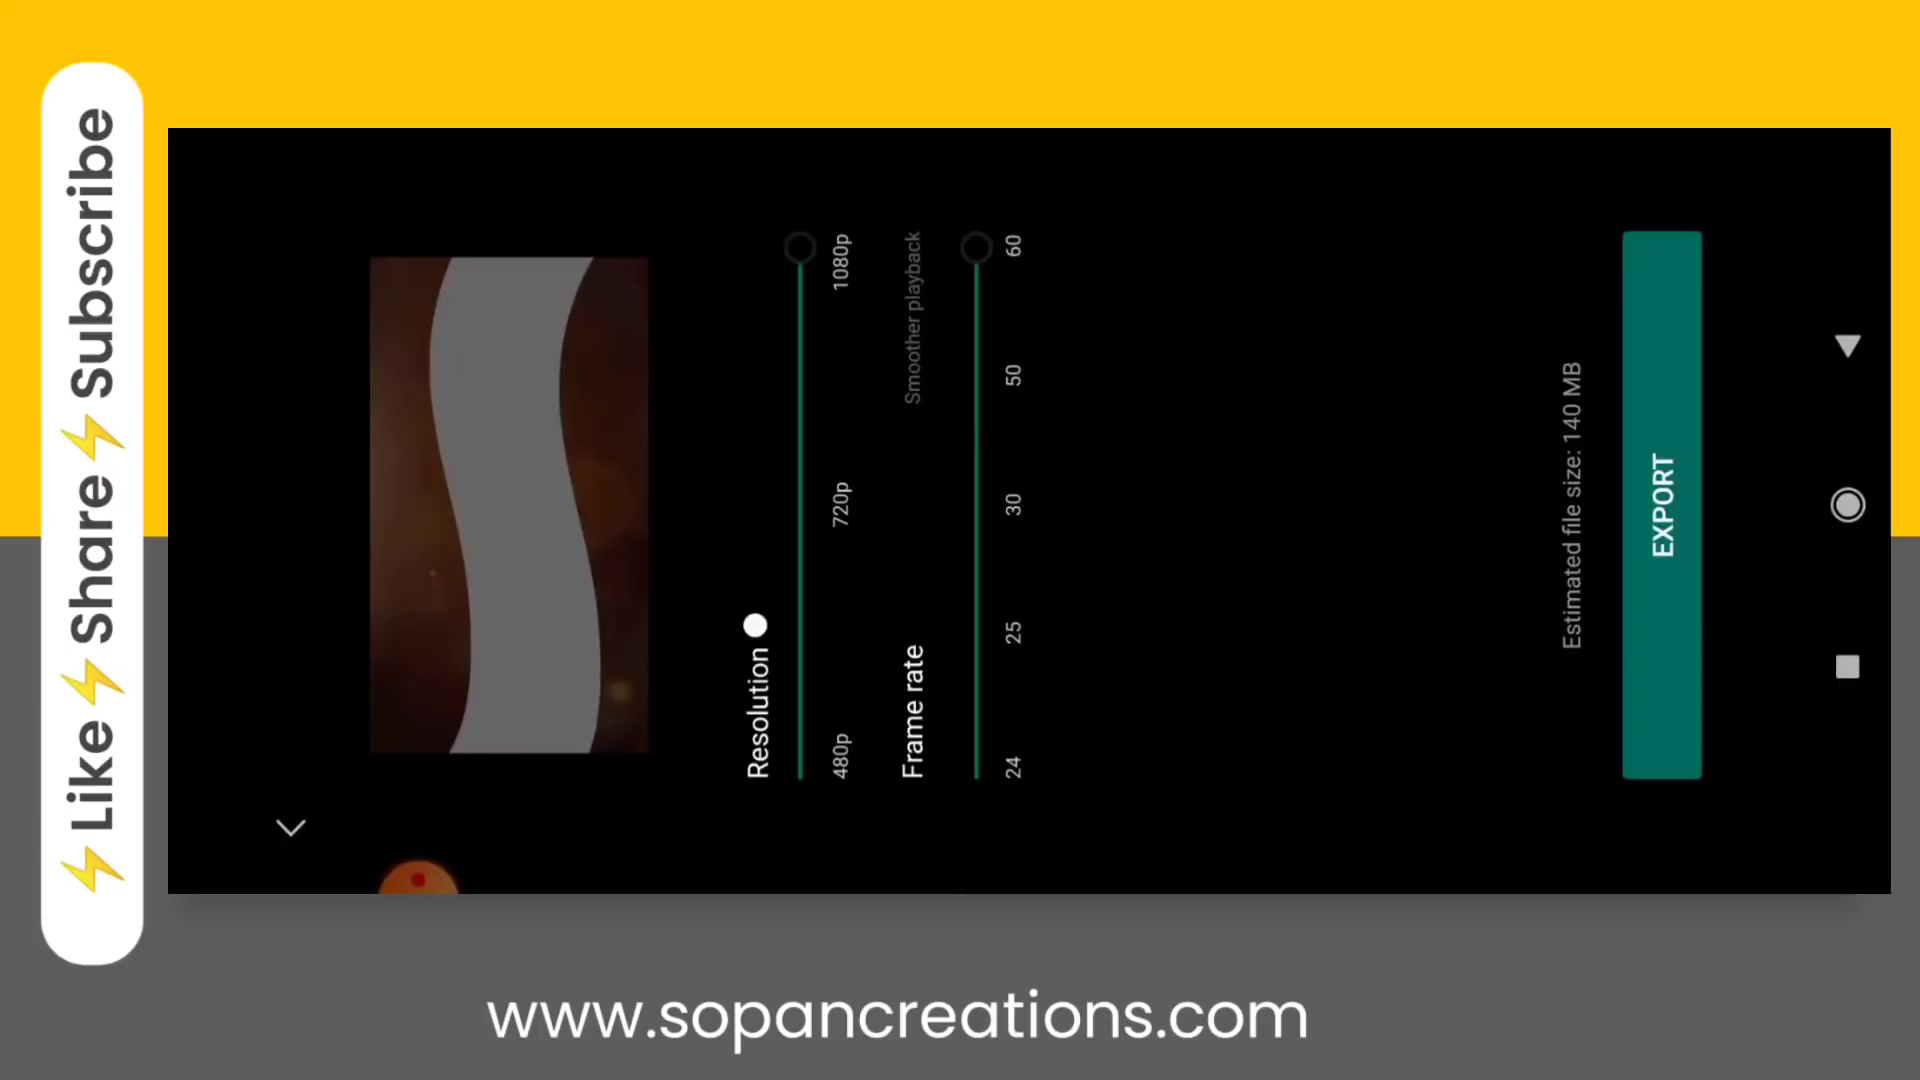 ⚡Like⚡Share⚡Subscribe
Resolution
480p 720p 1080p
Frame rate Smoother playback
24 25 30 50 60
Estimated file size: 140 MB
EXPORT
www.sopancreations.com